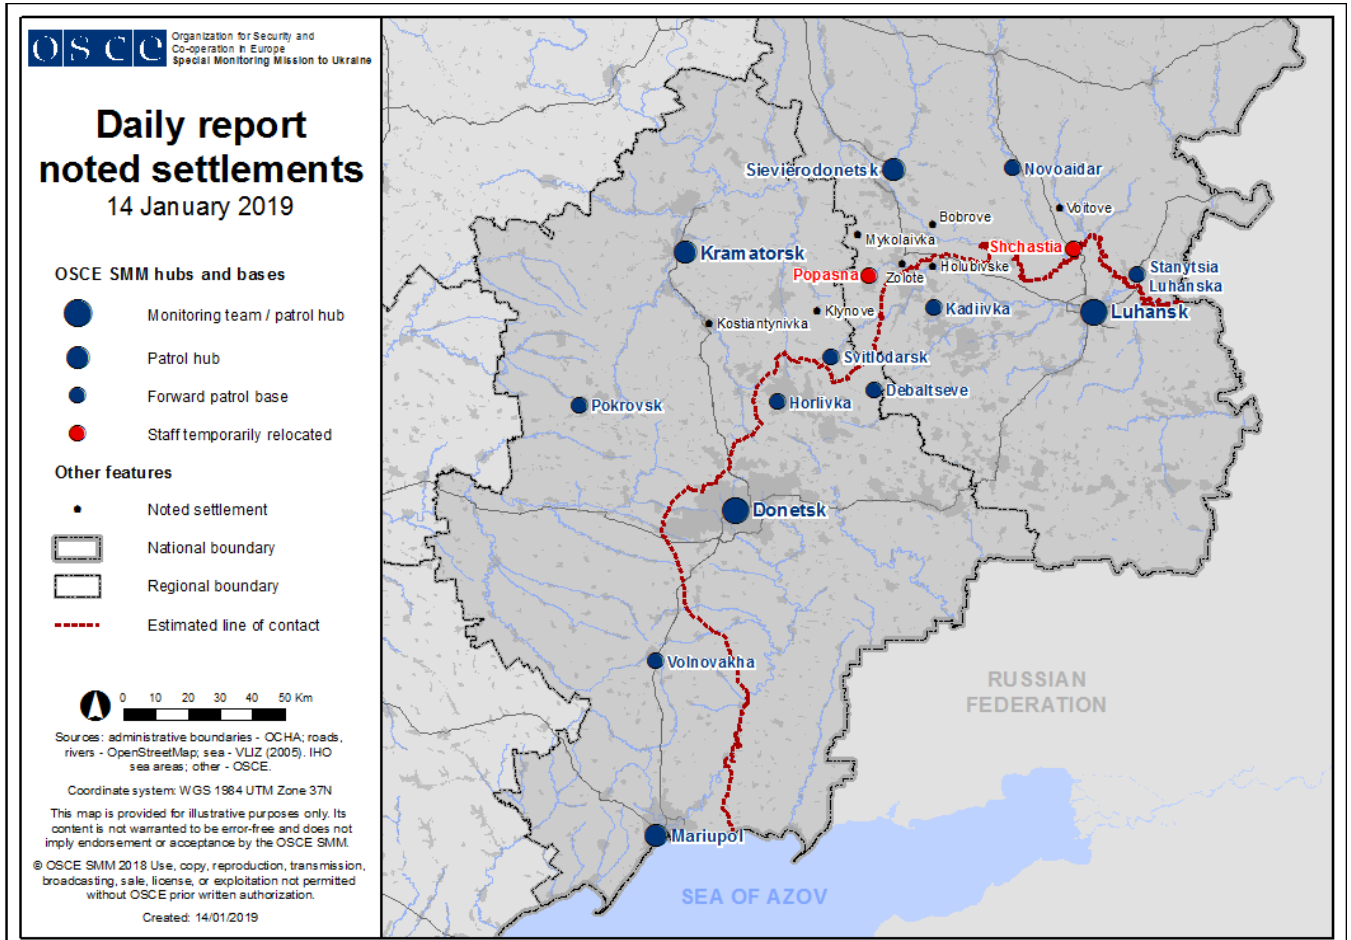 OSCE
Organization for Security and
Co-operation in Europe
Special Monitoring Mission to Ukraine
Daily report
noted settlements
14 January 2019
OSCE SMM hubs and bases
Monitoring team / patrol hub
Patrol hub
Forward patrol base
Staff temporarily relocated
Other features
Noted settlement
National boundary
Regional boundary
Estimated line of contact
0 10 20 30 40 50 Km
Sources: administrative boundaries - OCHA; roads,
rivers - OpenStreetMap; sea - VLIZ (2005). IHO
sea areas; other - OSCE.
Coordinate system: WGS 1984 UTM Zone 37N
This map is provided for illustrative purposes only. Its
content is not warranted to be error-free and does not
imply endorsement or acceptance by the OSCE SMM.
© OSCE SMM 2018 Use, copy, reproduction, transmission,
broadcasting, sale, license, or exploitation not permitted
without OSCE prior written authorization.
Created: 14/01/2019
Sievierodonetsk
Novoaidar
Voitove
Bobrove
Mykolaivka
Shchastia
Kramatorsk
Popasna
Zolote
Holubivske
Stanytsia
Luhanska
Klynove
Kadiivka
Luhansk
Kostiantynivka
Svitlodarsk
Debaltseve
Pokrovsk
Horlivka
Donetsk
Volnovakha
RUSSIAN
FEDERATION
Mariupol
SEA OF AZOV